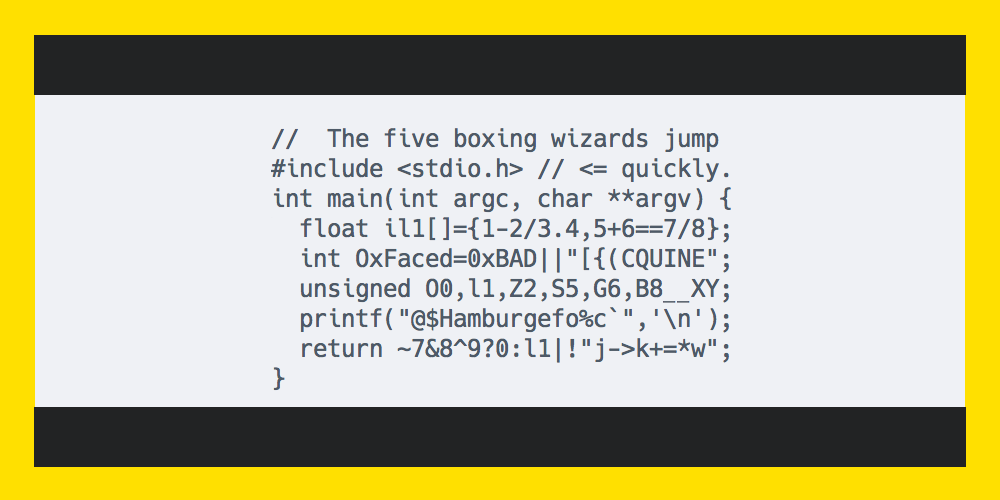 //  The five boxing wizards jump
#include <stdio.h> // <= quickly.
int main(int argc, char **argv) {
  float il1[]={1-2/3.4,5+6==7/8};
  int OxFaced=0xBAD||"[{(CQUINE";
  unsigned O0,l1,Z2,S5,G6,B8__XY;
  printf("@$Hamburgefo%c`",'\n');
  return ~7&8^9?0:l1|!"j->k+=*w";
}